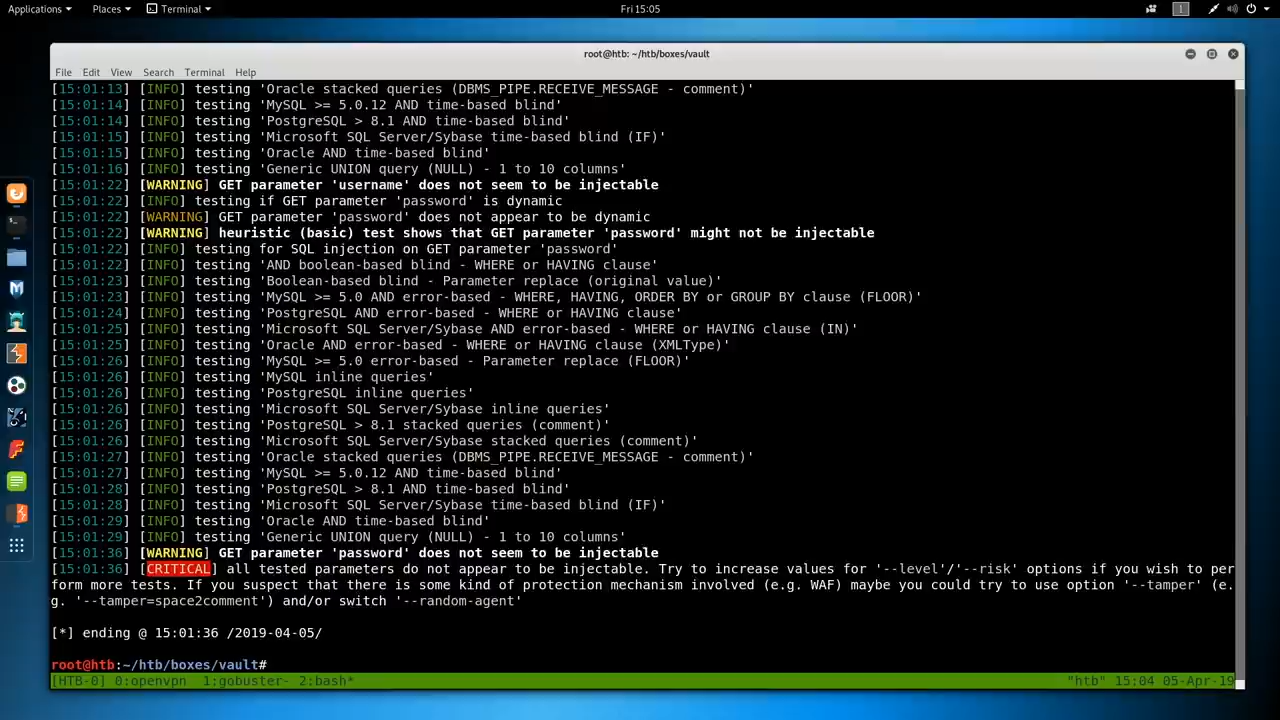 Applications Places Terminal Fri 15:05 1
root@htb: ~/htb/boxes/vault
File Edit View Search Terminal Help
[15:01:13] [INFO] testing 'Oracle stacked queries (DBMS_PIPE.RECEIVE_MESSAGE - comment)'
[15:01:14] [INFO] testing 'MySQL >= 5.0.12 AND time-based blind'
[15:01:14] [INFO] testing 'PostgreSQL > 8.1 AND time-based blind'
[15:01:15] [INFO] testing 'Microsoft SQL Server/Sybase time-based blind (IF)'
[15:01:15] [INFO] testing 'Oracle AND time-based blind'
[15:01:16] [INFO] testing 'Generic UNION query (NULL) - 1 to 10 columns'
[15:01:22] [WARNING] GET parameter 'username' does not seem to be injectable
[15:01:22] [INFO] testing if GET parameter 'password' is dynamic
[15:01:22] [WARNING] GET parameter 'password' does not appear to be dynamic
[15:01:22] [WARNING] heuristic (basic) test shows that GET parameter 'password' might not be injectable
[15:01:22] [INFO] testing for SQL injection on GET parameter 'password'
[15:01:22] [INFO] testing 'AND boolean-based blind - WHERE or HAVING clause'
[15:01:23] [INFO] testing 'Boolean-based blind - Parameter replace (original value)'
[15:01:23] [INFO] testing 'MySQL >= 5.0 AND error-based - WHERE, HAVING, ORDER BY or GROUP BY clause (FLOOR)'
[15:01:24] [INFO] testing 'PostgreSQL AND error-based - WHERE or HAVING clause'
[15:01:25] [INFO] testing 'Microsoft SQL Server/Sybase AND error-based - WHERE or HAVING clause (IN)'
[15:01:25] [INFO] testing 'Oracle AND error-based - WHERE or HAVING clause (XMLType)'
[15:01:26] [INFO] testing 'MySQL >= 5.0 error-based - Parameter replace (FLOOR)'
[15:01:26] [INFO] testing 'MySQL inline queries'
[15:01:26] [INFO] testing 'PostgreSQL inline queries'
[15:01:26] [INFO] testing 'Microsoft SQL Server/Sybase inline queries'
[15:01:26] [INFO] testing 'PostgreSQL > 8.1 stacked queries (comment)'
[15:01:26] [INFO] testing 'Microsoft SQL Server/Sybase stacked queries (comment)'
[15:01:27] [INFO] testing 'Oracle stacked queries (DBMS_PIPE.RECEIVE_MESSAGE - comment)'
[15:01:27] [INFO] testing 'MySQL >= 5.0.12 AND time-based blind'
[15:01:28] [INFO] testing 'PostgreSQL > 8.1 AND time-based blind'
[15:01:28] [INFO] testing 'Microsoft SQL Server/Sybase time-based blind (IF)'
[15:01:29] [INFO] testing 'Oracle AND time-based blind'
[15:01:29] [INFO] testing 'Generic UNION query (NULL) - 1 to 10 columns'
[15:01:36] [WARNING] GET parameter 'password' does not seem to be injectable
[15:01:36] [CRITICAL] all tested parameters do not appear to be injectable. Try to increase values for '--level'/'--risk' options if you wish to per
form more tests. If you suspect that there is some kind of protection mechanism involved (e.g. WAF) maybe you could try to use option '--tamper' (e.
g. '--tamper=space2comment') and/or switch '--random-agent'
[*] ending @ 15:01:36 /2019-04-05/
root@htb:~/htb/boxes/vault#
[HTB-0] 0:openvpn 1:gobuster- 2:bash* "htb" 15:04 05-Apr-19